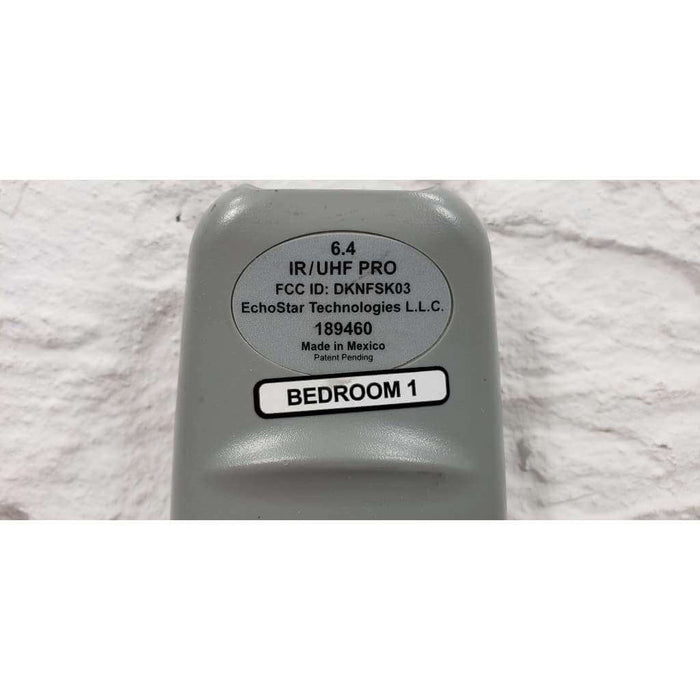 6.4
IR/UHF PRO
FCC ID: DKNFSK03
EchoStar Technologies L.L.C.
189460
Made in Mexico
Patent Pending
BEDROOM 1